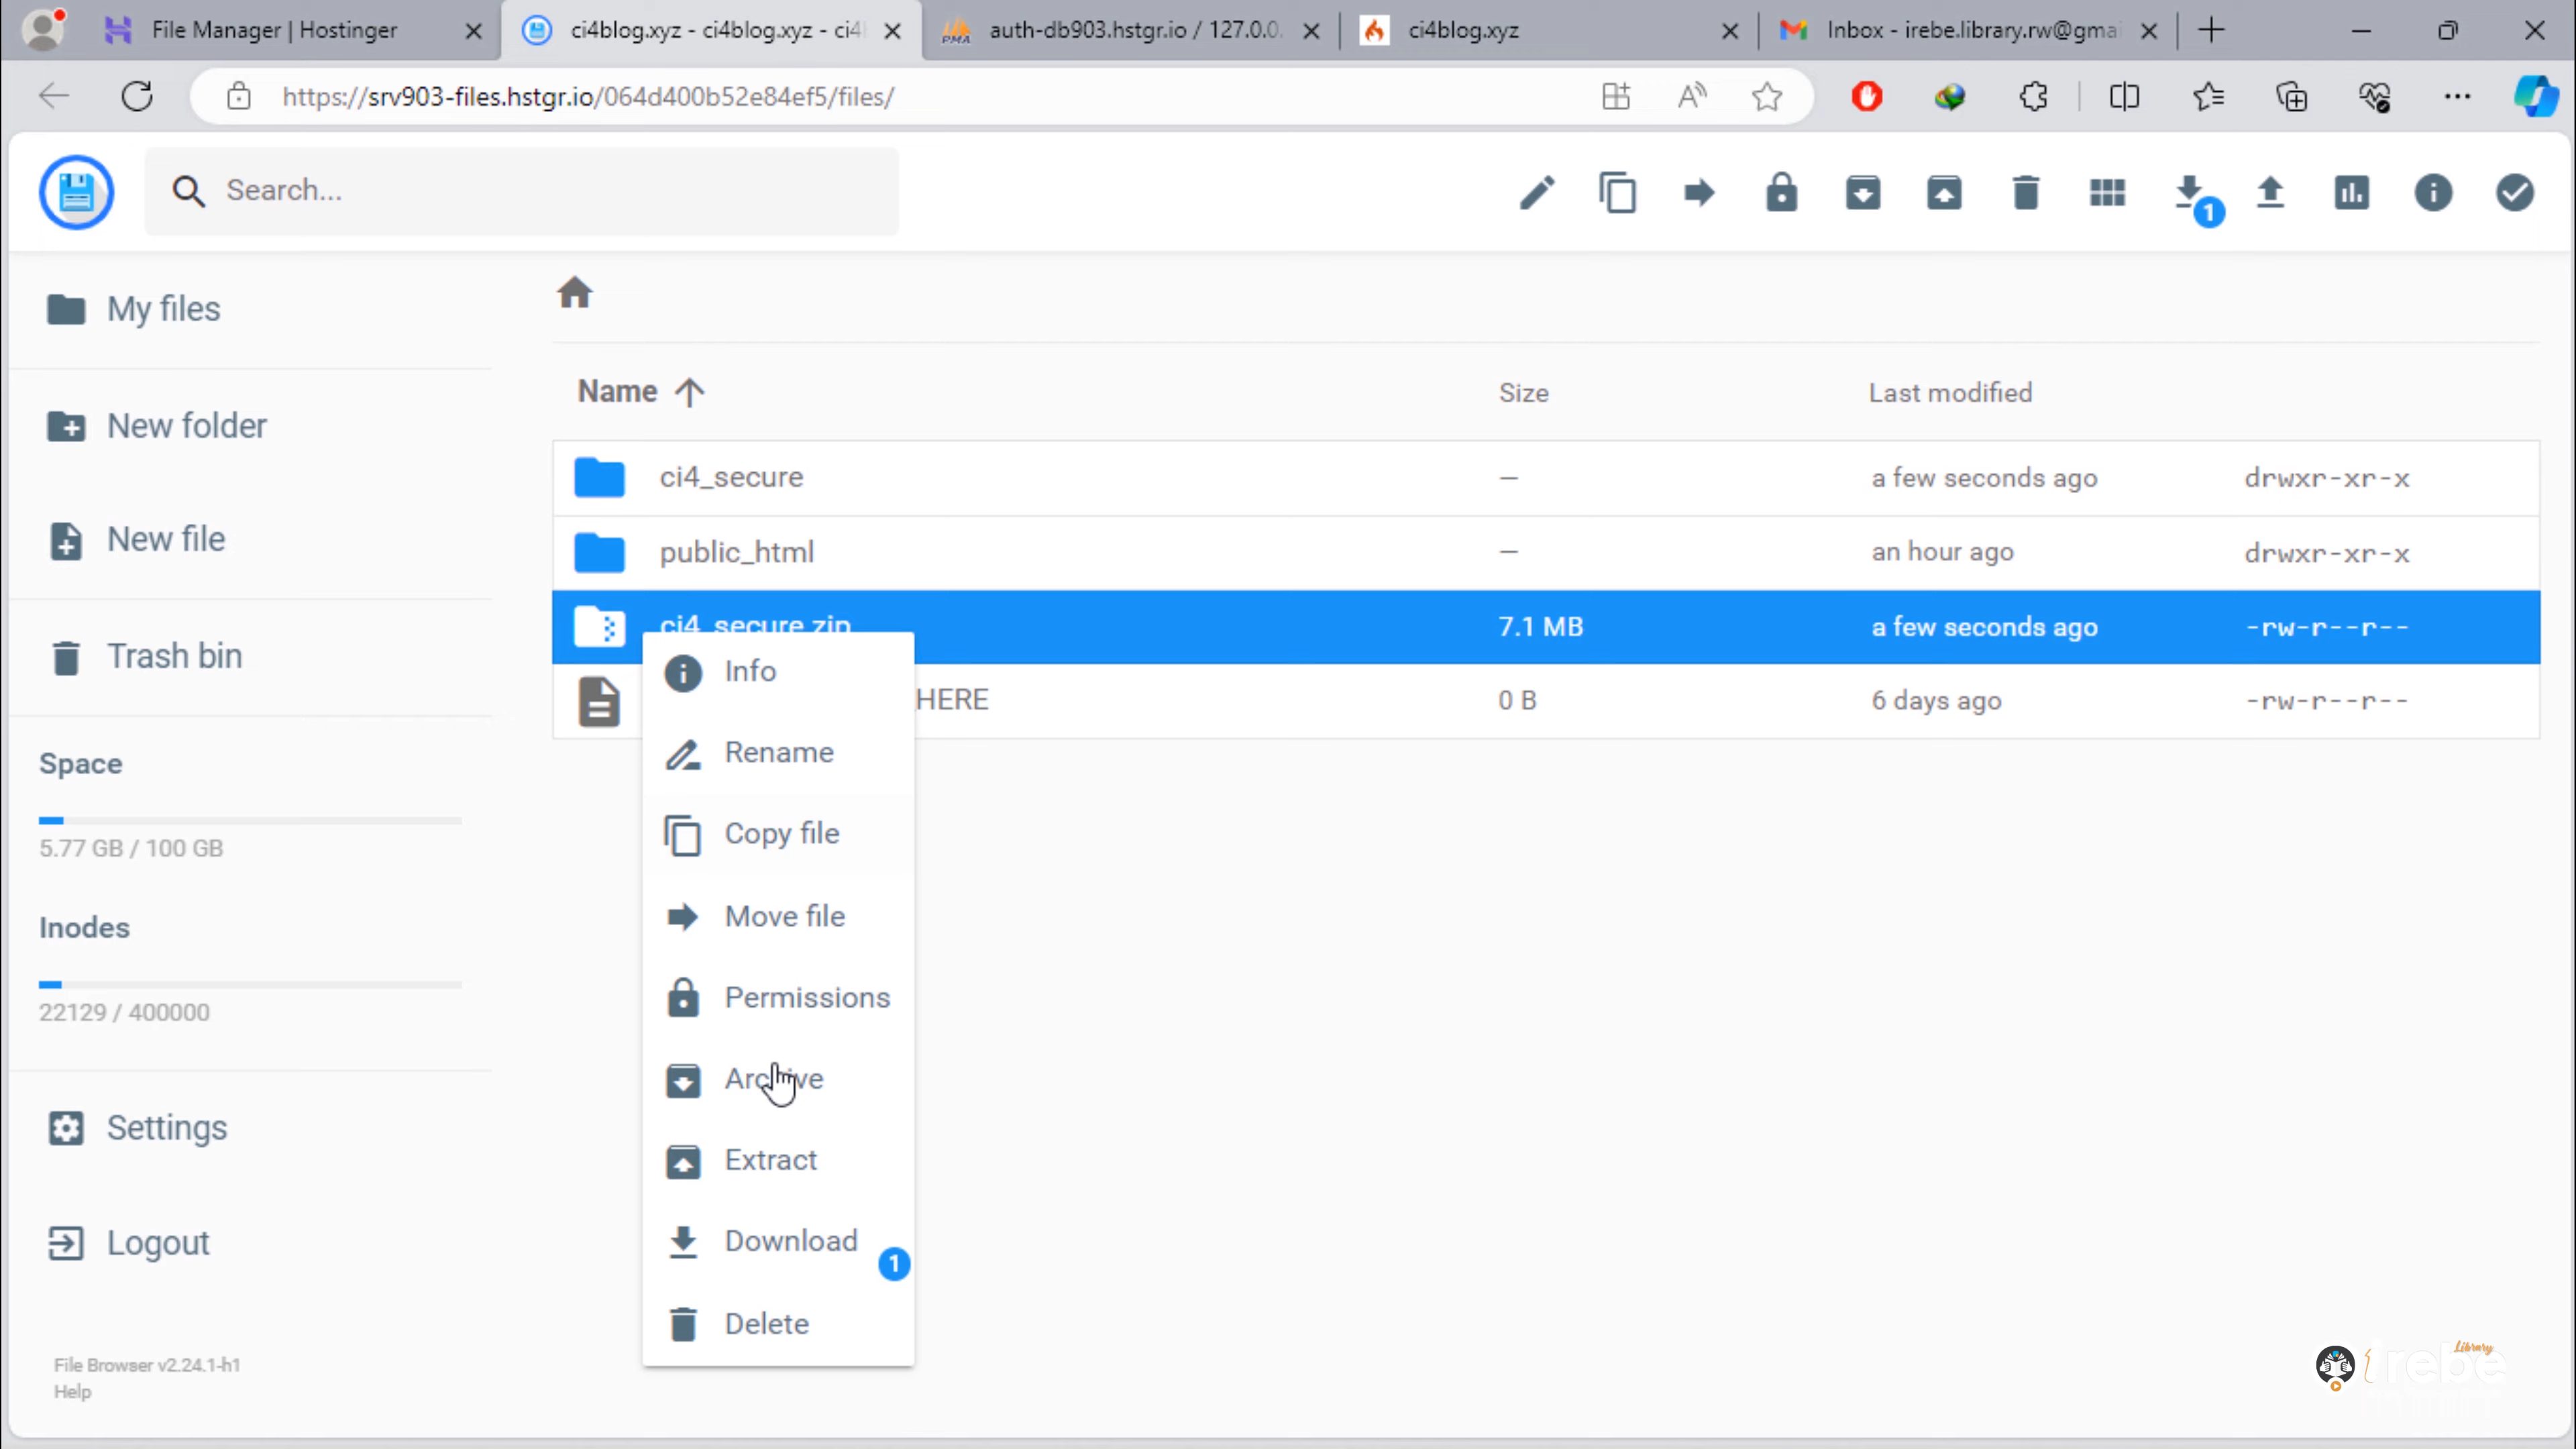 File Manager | Hostinger
ci4blog.xyz - ci4blog.xyz - ci4
auth-db903.hstgr.io / 127.0.0.
ci4blog.xyz
Inbox - irebe.library.rw@gmai
https://srv903-files.hstgr.io/064d400b52e84ef5/files/
Search...
1
My files
New folder
New file
Trash bin
Space
5.77 GB / 100 GB
Inodes
22129 / 400000
Settings
Logout
File Browser v2.24.1-h1
Help
Name Size Last modified
ci4_secure — a few seconds ago drwxr-xr-x
public_html — an hour ago drwxr-xr-x
ci4_secure.zip 7.1 MB a few seconds ago -rw-r--r--
HERE 0 B 6 days ago -rw-r--r--
Info
Rename
Copy file
Move file
Permissions
Archive
Extract
Download 1
Delete
irebe Library